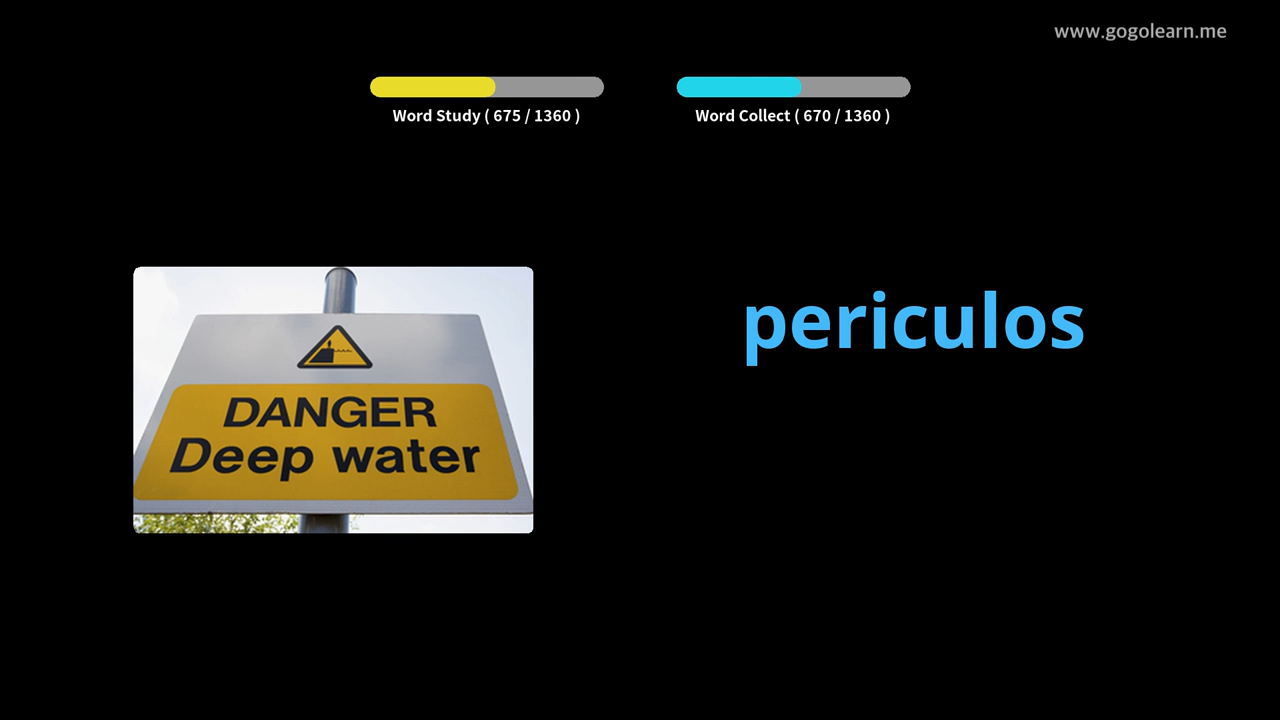 www.gogolearn.me
Word Study ( 675 / 1360 )
Word Collect ( 670 / 1360 )
DANGER
Deep water
periculos